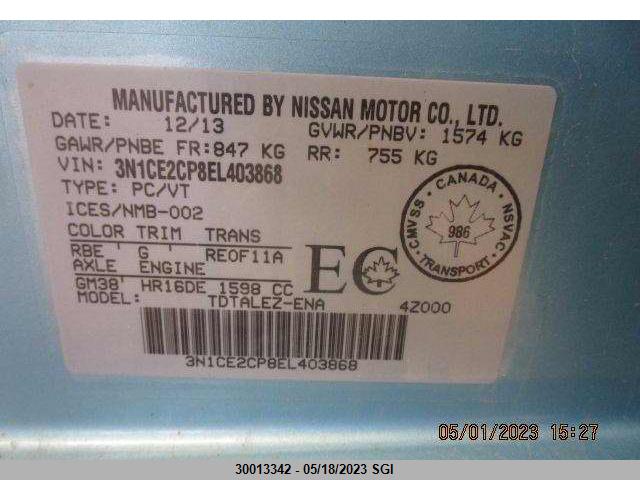 MANUFACTURED BY NISSAN MOTOR CO., LTD.
DATE: 12/13 GVWR/PNBV: 1574 KG
GAWR/PNBE FR: 847 KG RR: 755 KG
VIN: 3N1CE2CP8EL403868
TYPE: PC/VT
ICES/NMB-002
COLOR TRIM TRANS
RBE ' G ' REOF11A
AXLE ENGINE
GM38' HR16DE 1598 CC
MODEL: TDTALEZ-ENA 4Z000
EC
CANADA
CMVSS 986 NSVAC
TRANSPORT
3N1CE2CP8EL403868
05/01/2023 15:27
30013342 - 05/18/2023 SGI